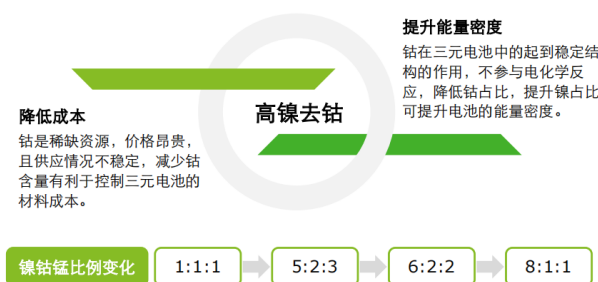 提升能量密度
钴在三元电池中的起到稳定结
构的作用，不参与电化学反
应，降低钴占比，提升镍占比
可提升电池的能量密度。
高镍去钴
降低成本
钴是稀缺资源，价格昂贵，
且供应情况不稳定，减少钴
含量有利于控制三元电池的
材料成本。
镍钴锰比例变化 1:1:1 5:2:3 6:2:2 8:1:1